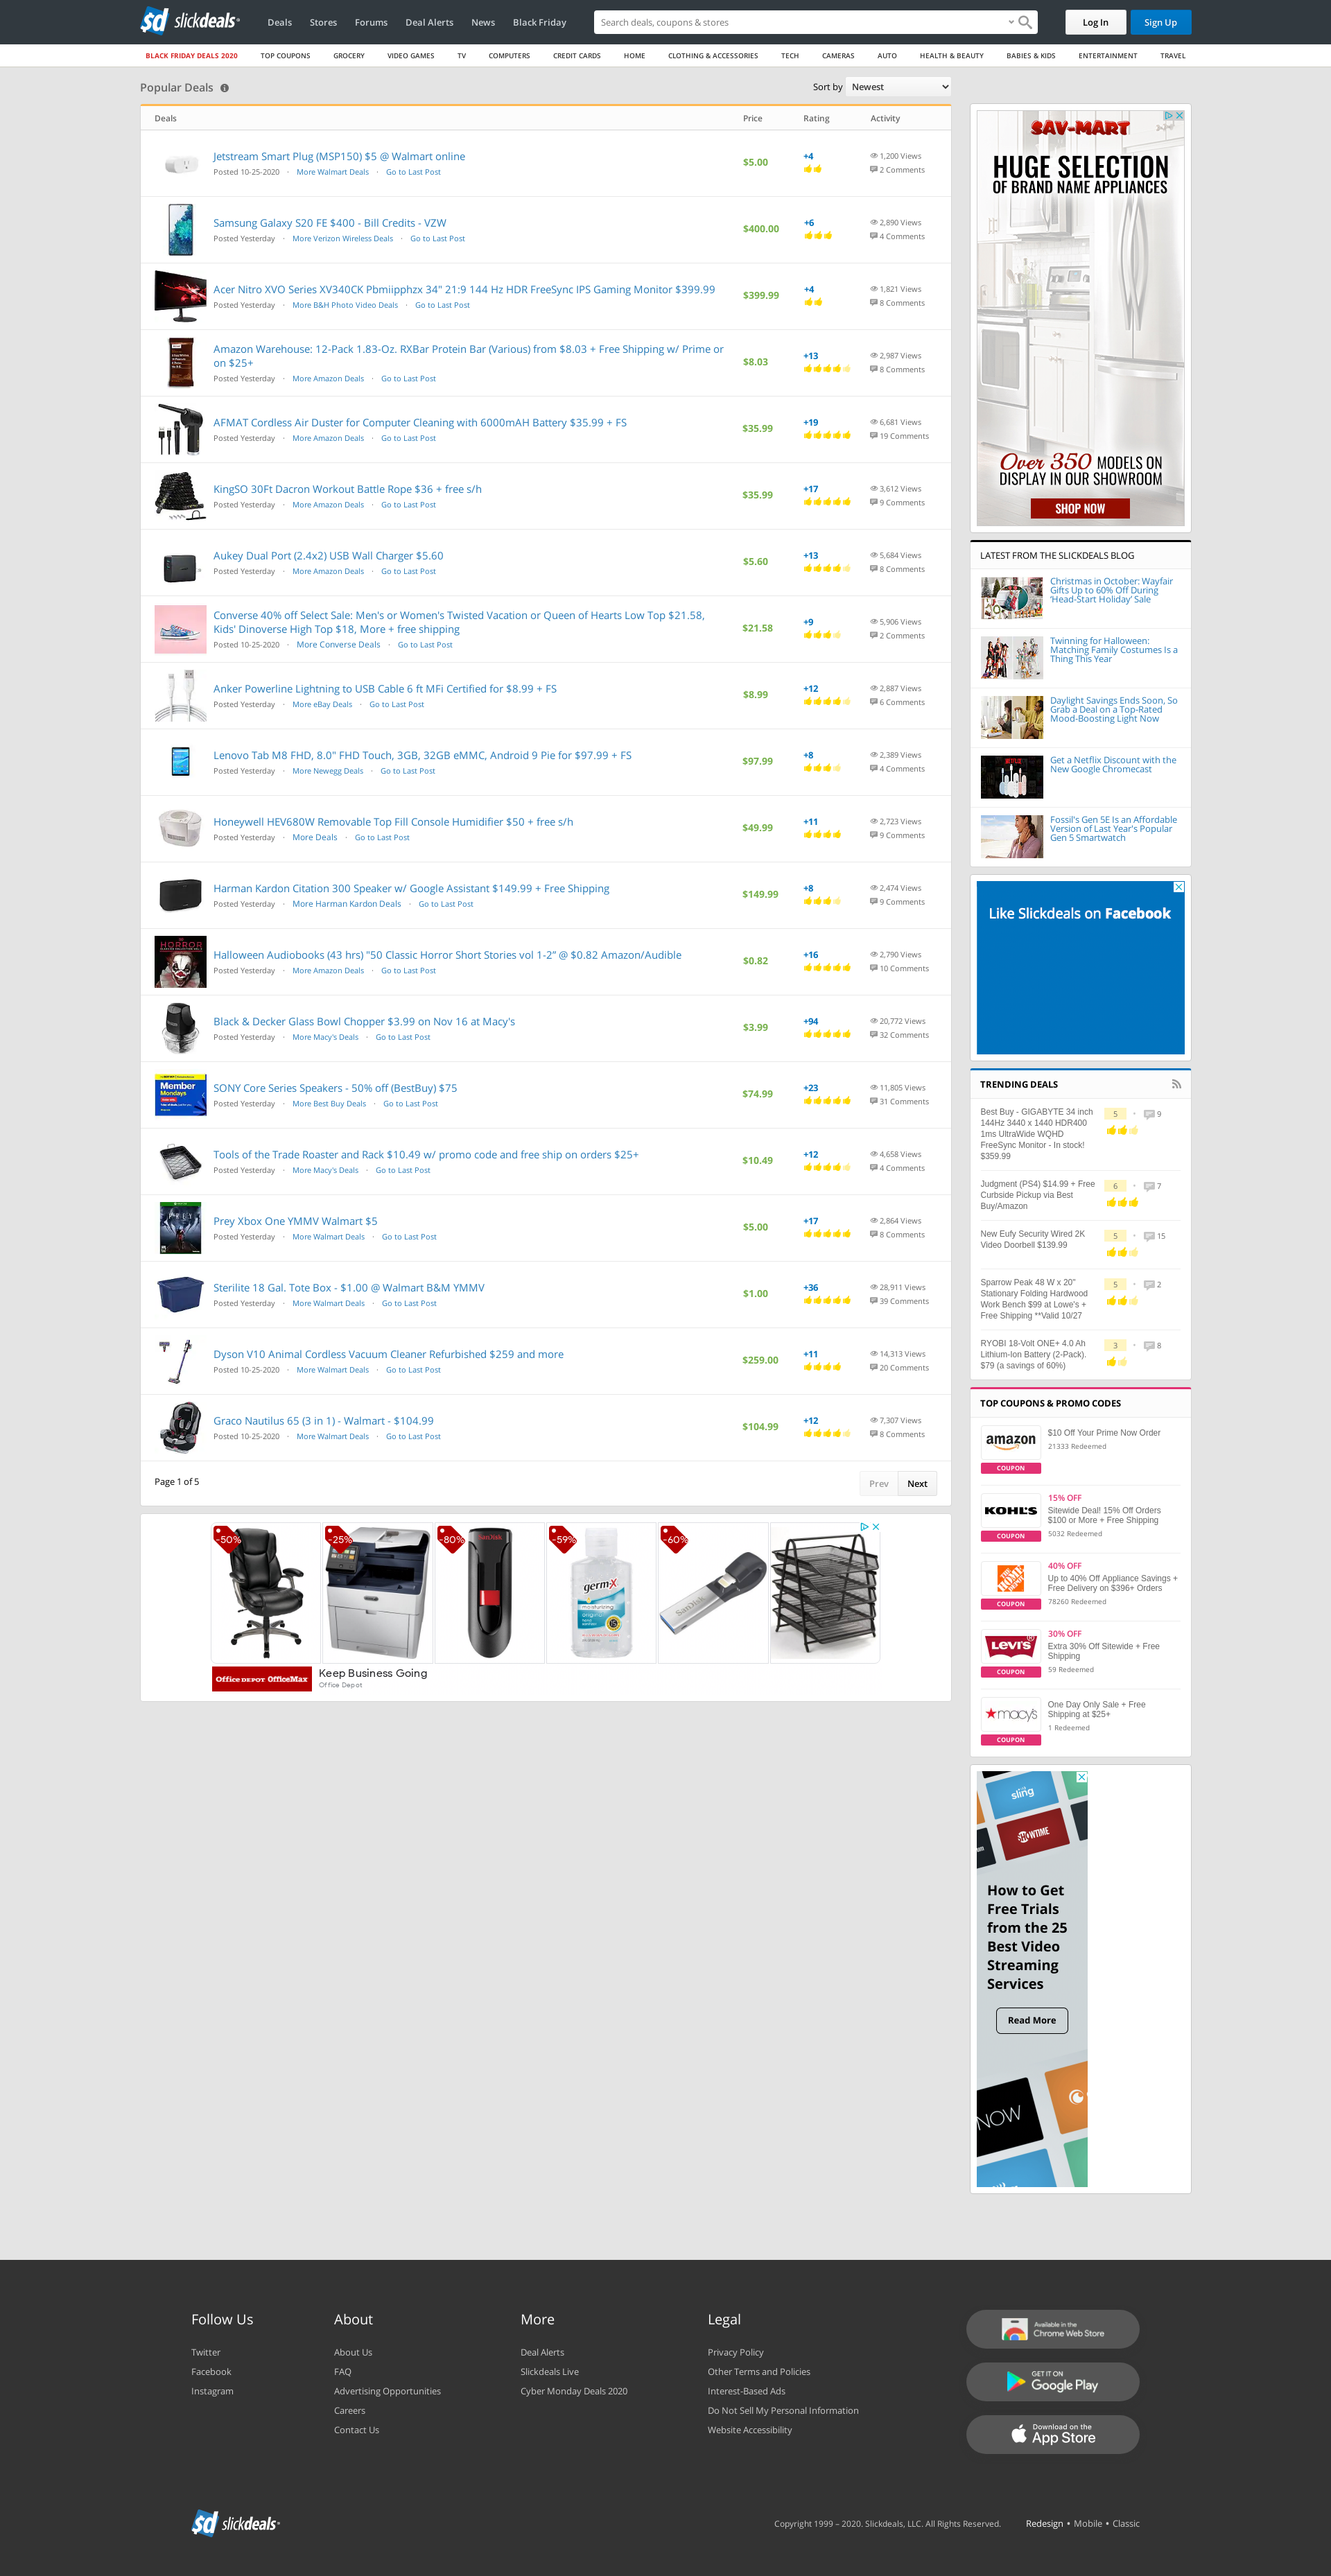 slickdeals
Deals Stores Forums Deal Alerts News Black Friday
Search deals, coupons & stores
Log In Sign Up
BLACK FRIDAY DEALS 2020 TOP COUPONS GROCERY VIDEO GAMES TV COMPUTERS CREDIT CARDS HOME CLOTHING & ACCESSORIES TECH CAMERAS AUTO HEALTH & BEAUTY BABIES & KIDS ENTERTAINMENT TRAVEL
Popular Deals
Sort by Newest
Deals Price Rating Activity
Jetstream Smart Plug (MSP150) $5 @ Walmart online
Posted 10-25-2020 · More Walmart Deals · Go to Last Post
$5.00 +4 1,200 Views
2 Comments
Samsung Galaxy S20 FE $400 - Bill Credits - VZW
Posted Yesterday · More Verizon Wireless Deals · Go to Last Post
$400.00 +6 2,890 Views
4 Comments
Acer Nitro XVO Series XV340CK Pbmiipphzx 34" 21:9 144 Hz HDR FreeSync IPS Gaming Monitor $399.99
Posted Yesterday · More B&H Photo Video Deals · Go to Last Post
$399.99 +4 1,821 Views
8 Comments
Amazon Warehouse: 12-Pack 1.83-Oz. RXBar Protein Bar (Various) from $8.03 + Free Shipping w/ Prime or
on $25+
Posted Yesterday · More Amazon Deals · Go to Last Post
$8.03 +13 2,987 Views
8 Comments
AFMAT Cordless Air Duster for Computer Cleaning with 6000mAH Battery $35.99 + FS
Posted Yesterday · More Amazon Deals · Go to Last Post
$35.99 +19 6,681 Views
19 Comments
KingSO 30Ft Dacron Workout Battle Rope $36 + free s/h
Posted Yesterday · More Amazon Deals · Go to Last Post
$35.99 +17 3,612 Views
9 Comments
Aukey Dual Port (2.4x2) USB Wall Charger $5.60
Posted Yesterday · More Amazon Deals · Go to Last Post
$5.60 +13 5,684 Views
8 Comments
Converse 40% off Select Sale: Men's or Women's Twisted Vacation or Queen of Hearts Low Top $21.58,
Kids' Dinoverse High Top $18, More + free shipping
Posted 10-25-2020 · More Converse Deals · Go to Last Post
$21.58 +9 5,906 Views
2 Comments
Anker Powerline Lightning to USB Cable 6 ft MFi Certified for $8.99 + FS
Posted Yesterday · More eBay Deals · Go to Last Post
$8.99 +12 2,887 Views
6 Comments
Lenovo Tab M8 FHD, 8.0" FHD Touch, 3GB, 32GB eMMC, Android 9 Pie for $97.99 + FS
Posted Yesterday · More Newegg Deals · Go to Last Post
$97.99 +8 2,389 Views
4 Comments
Honeywell HEV680W Removable Top Fill Console Humidifier $50 + free s/h
Posted Yesterday · More Deals · Go to Last Post
$49.99 +11 2,723 Views
9 Comments
Harman Kardon Citation 300 Speaker w/ Google Assistant $149.99 + Free Shipping
Posted Yesterday · More Harman Kardon Deals · Go to Last Post
$149.99 +8 2,474 Views
9 Comments
HORROR
Halloween Audiobooks (43 hrs) "50 Classic Horror Short Stories vol 1-2" @ $0.82 Amazon/Audible
Posted Yesterday · More Amazon Deals · Go to Last Post
$0.82 +16 2,790 Views
10 Comments
Black & Decker Glass Bowl Chopper $3.99 on Nov 16 at Macy's
Posted Yesterday · More Macy's Deals · Go to Last Post
$3.99 +94 20,772 Views
32 Comments
Member
Mondays
SONY Core Series Speakers - 50% off (BestBuy) $75
Posted Yesterday · More Best Buy Deals · Go to Last Post
$74.99 +23 11,805 Views
31 Comments
Tools of the Trade Roaster and Rack $10.49 w/ promo code and free ship on orders $25+
Posted Yesterday · More Macy's Deals · Go to Last Post
$10.49 +12 4,658 Views
4 Comments
PREY
Prey Xbox One YMMV Walmart $5
Posted Yesterday · More Walmart Deals · Go to Last Post
$5.00 +17 2,864 Views
8 Comments
Sterilite 18 Gal. Tote Box - $1.00 @ Walmart B&M YMMV
Posted Yesterday · More Walmart Deals · Go to Last Post
$1.00 +36 28,911 Views
39 Comments
Dyson V10 Animal Cordless Vacuum Cleaner Refurbished $259 and more
Posted 10-25-2020 · More Walmart Deals · Go to Last Post
$259.00 +11 14,313 Views
20 Comments
Graco Nautilus 65 (3 in 1) - Walmart - $104.99
Posted 10-25-2020 · More Walmart Deals · Go to Last Post
$104.99 +12 7,307 Views
8 Comments
Page 1 of 5
Prev Next
-50% -25% -80% -59% -60%
SanDisk
germ-x
moisturizing
original
SanDisk
Office DEPOT OfficeMax
Keep Business Going
Office Depot
SAV-MART
HUGE SELECTION
OF BRAND NAME APPLIANCES
Over 350 MODELS ON
DISPLAY IN OUR SHOWROOM
SHOP NOW
LATEST FROM THE SLICKDEALS BLOG
Christmas in October: Wayfair
Gifts Up to 60% Off During
'Head-Start Holiday' Sale
Twinning for Halloween:
Matching Family Costumes Is a
Thing This Year
Daylight Savings Ends Soon, So
Grab a Deal on a Top-Rated
Mood-Boosting Light Now
NETFLIX
Get a Netflix Discount with the
New Google Chromecast
Fossil's Gen 5E Is an Affordable
Version of Last Year's Popular
Gen 5 Smartwatch
Like Slickdeals on Facebook
TRENDING DEALS
Best Buy - GIGABYTE 34 inch
144Hz 3440 x 1440 HDR400
1ms UltraWide WQHD
FreeSync Monitor - In stock!
$359.99
5 • 9
Judgment (PS4) $14.99 + Free
Curbside Pickup via Best
Buy/Amazon
6 • 7
New Eufy Security Wired 2K
Video Doorbell $139.99
5 • 15
Sparrow Peak 48 W x 20"
Stationary Folding Hardwood
Work Bench $99 at Lowe's +
Free Shipping **Valid 10/27
5 • 2
RYOBI 18-Volt ONE+ 4.0 Ah
Lithium-Ion Battery (2-Pack).
$79 (a savings of 60%)
3 • 8
TOP COUPONS & PROMO CODES
amazon
COUPON
$10 Off Your Prime Now Order
21333 Redeemed
KOHL'S
COUPON
15% OFF
Sitewide Deal! 15% Off Orders
$100 or More + Free Shipping
5032 Redeemed
COUPON
40% OFF
Up to 40% Off Appliance Savings +
Free Delivery on $396+ Orders
78260 Redeemed
LEVI'S
COUPON
30% OFF
Extra 30% Off Sitewide + Free
Shipping
59 Redeemed
macy's
COUPON
One Day Only Sale + Free
Shipping at $25+
1 Redeemed
sling
SHOWTIME
How to Get
Free Trials
from the 25
Best Video
Streaming
Services
Read More
NOW
Follow Us
Twitter
Facebook
Instagram
About
About Us
FAQ
Advertising Opportunities
Careers
Contact Us
More
Deal Alerts
Slickdeals Live
Cyber Monday Deals 2020
Legal
Privacy Policy
Other Terms and Policies
Interest-Based Ads
Do Not Sell My Personal Information
Website Accessibility
Available in the
Chrome Web Store
GET IT ON
Google Play
Download on the
App Store
slickdeals
Copyright 1999 – 2020. Slickdeals, LLC. All Rights Reserved. Redesign • Mobile • Classic